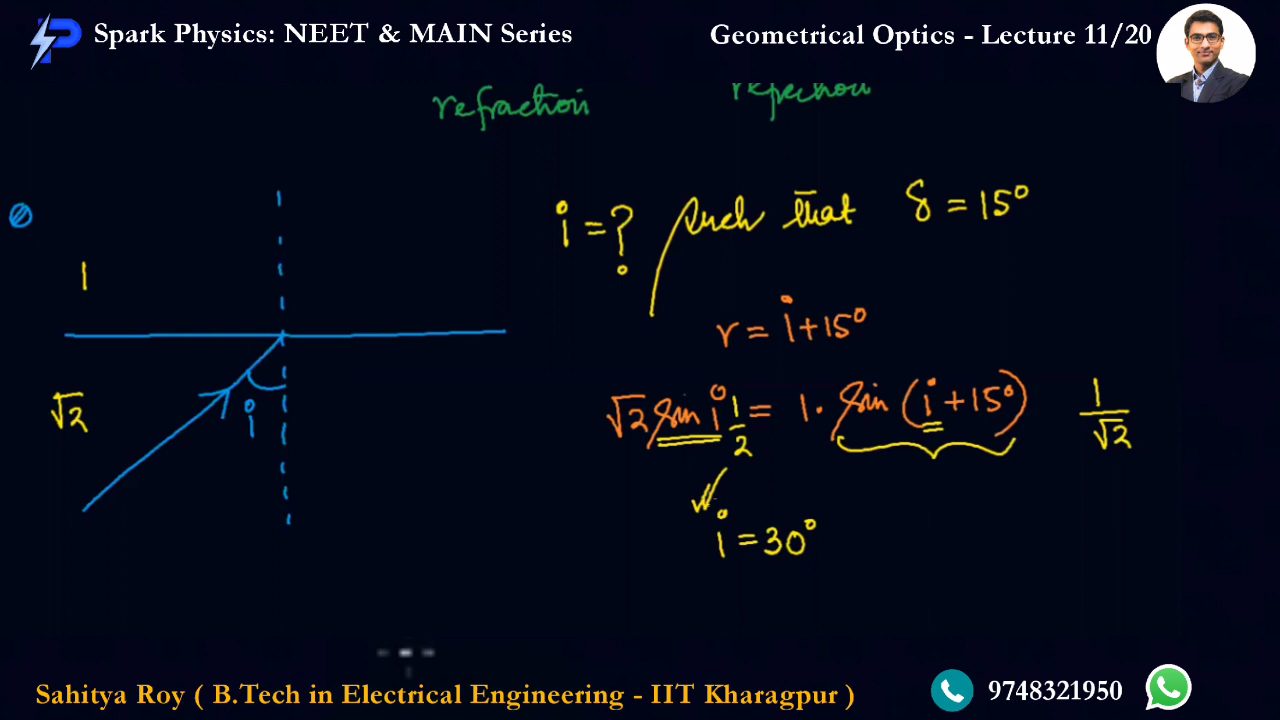 Spark Physics: NEET & MAIN Series
Geometrical Optics - Lecture 11/20
refraction
i = ? such that δ = 15°
1
r = i + 15°
√2
i
√2 sin i 1/2 = 1 · sin (i + 15°) 1/√2
i = 30°
Sahitya Roy ( B.Tech in Electrical Engineering - IIT Kharagpur )
9748321950